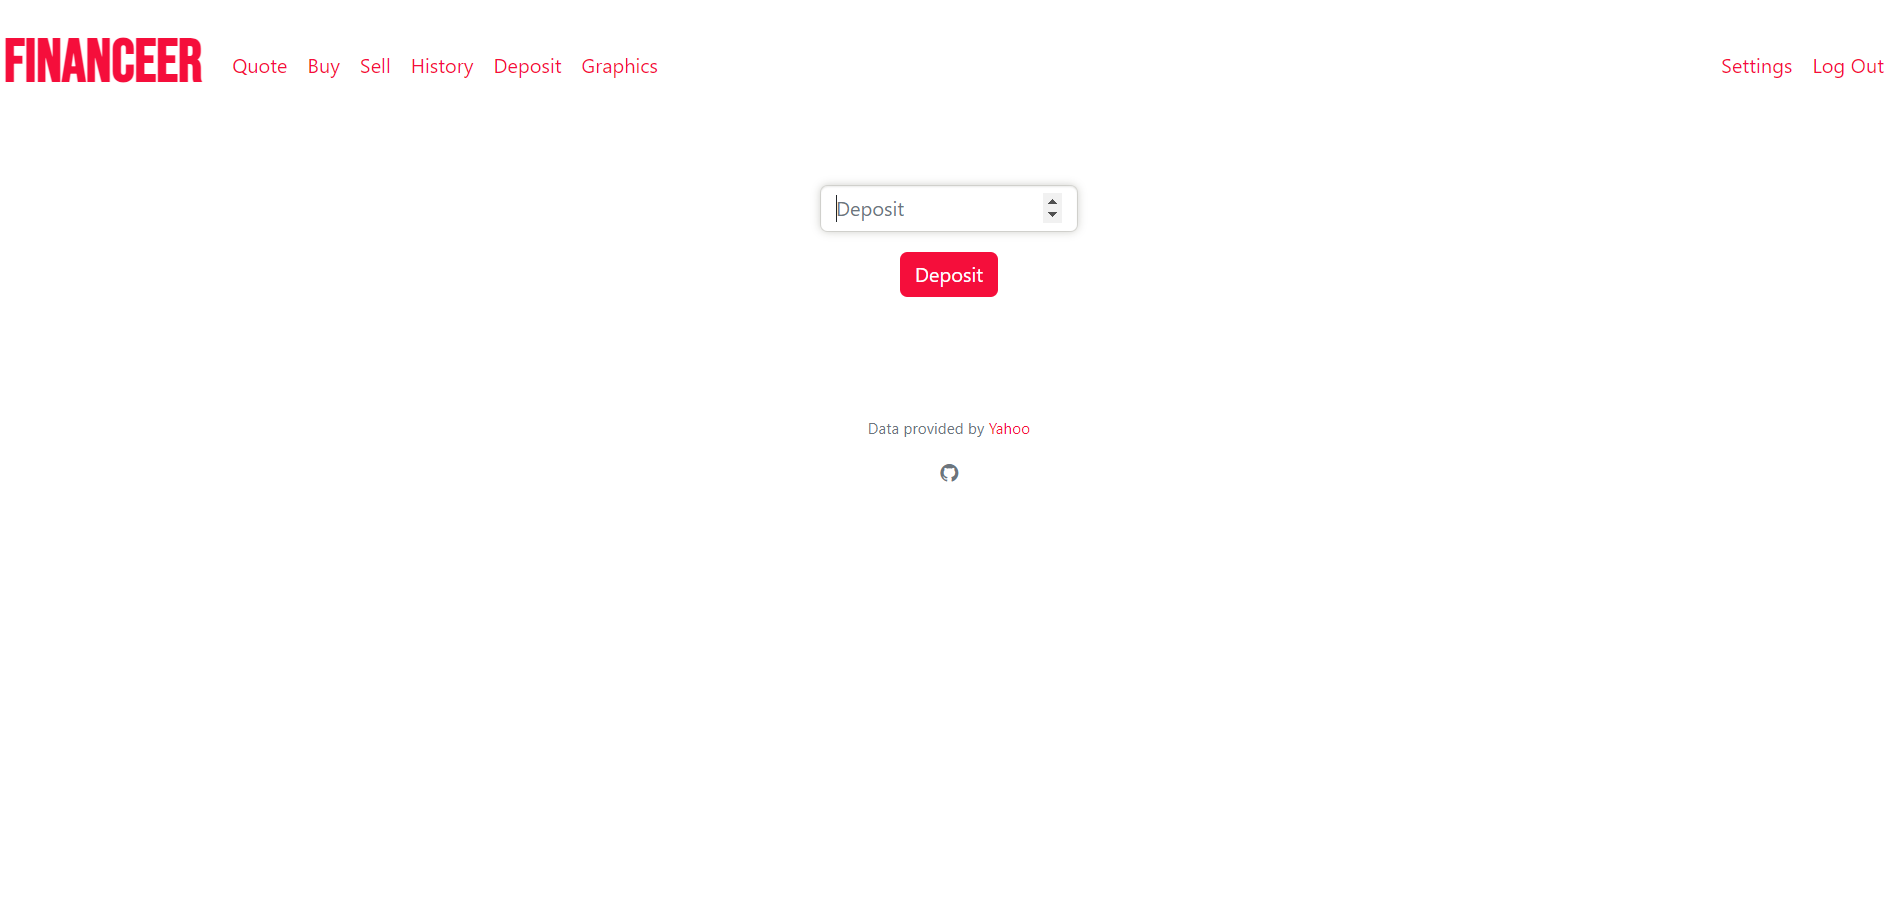 FINANCEER Quote Buy Sell History Deposit Graphics Settings Log Out
Deposit
Deposit
Data provided by Yahoo